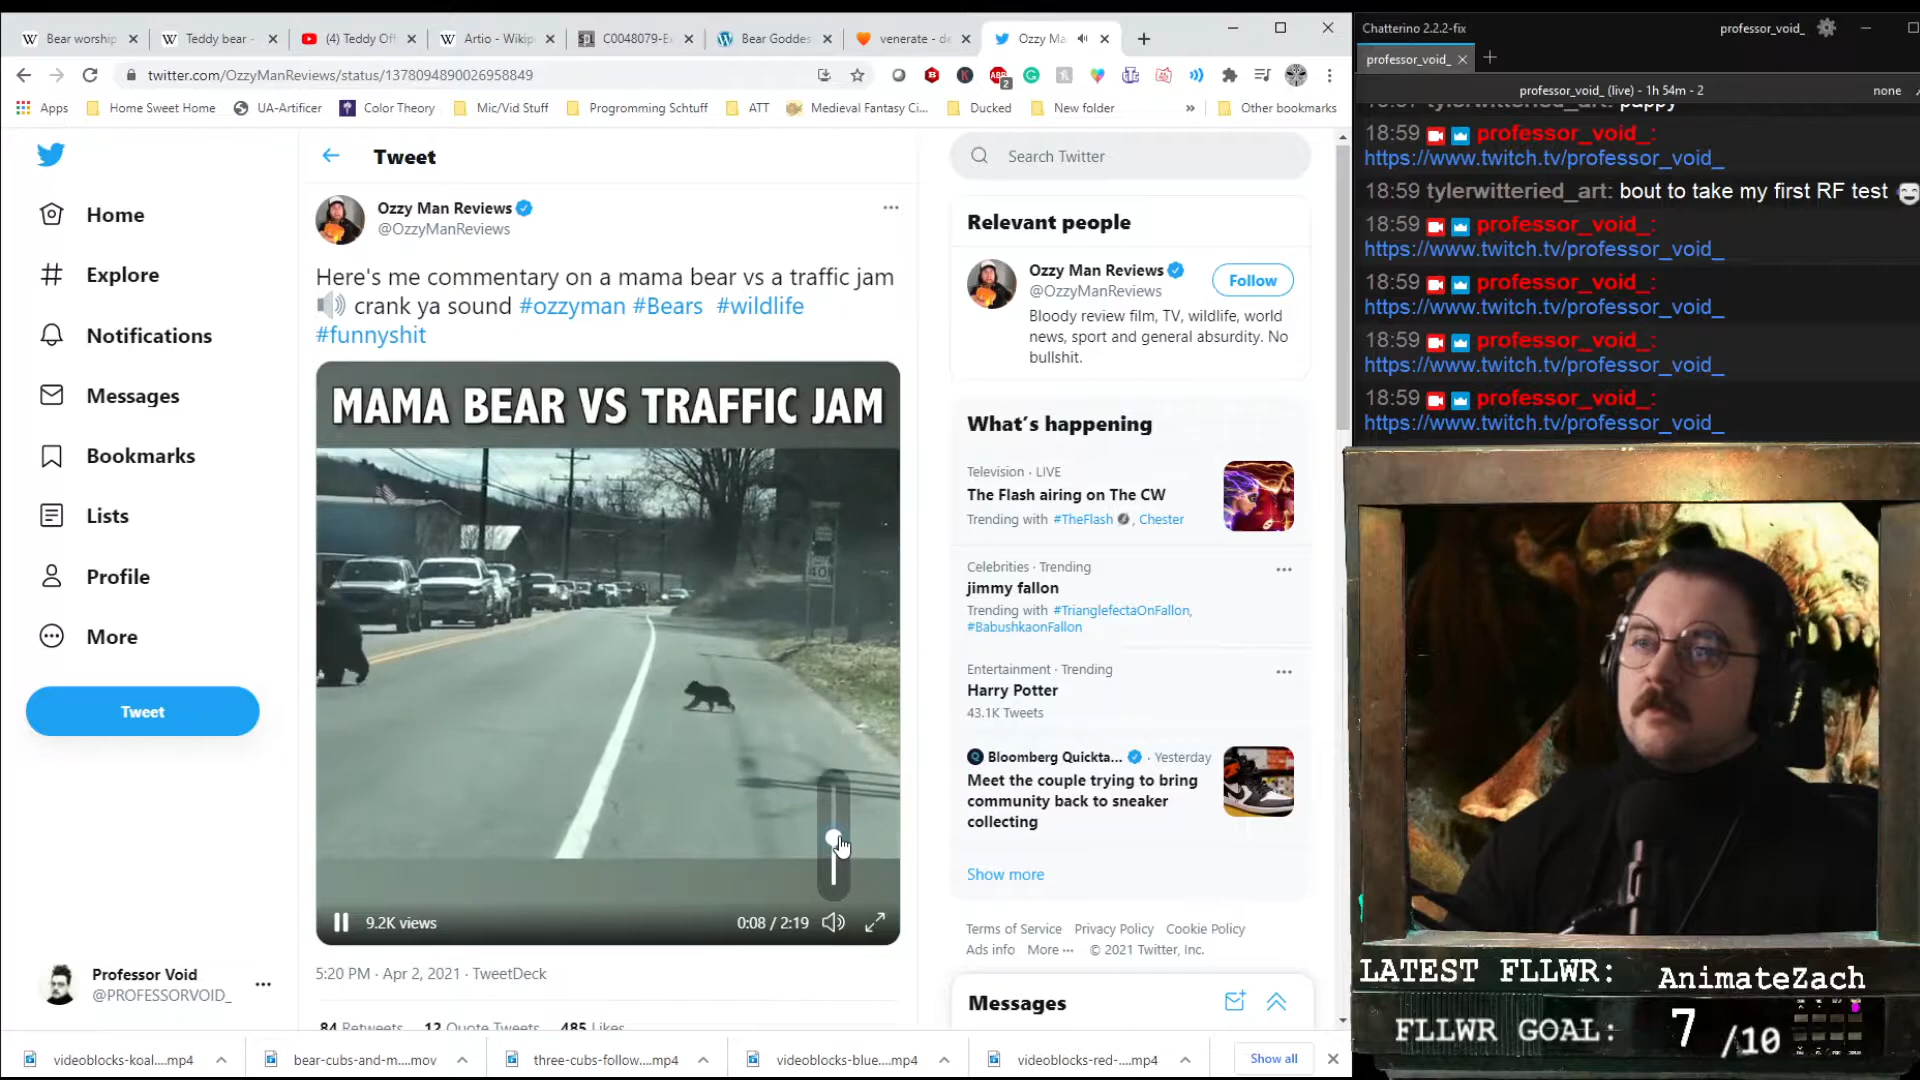 Bear worship
Teddy bear -
(4) Teddy Off
Artio - Wikip
C0048079-E
Bear Goddes
venerate - de
Ozzy Ma
Chatterino 2.2.2-fix
professor_void_
twitter.com/OzzyManReviews/status/1378094890026958849
professor_void_
Apps
Home Sweet Home
UA-Artificer
Color Theory
Mic/Vid Stuff
Programming Schtuff
ATT
Medieval Fantasy Ci...
Ducked
New folder
Other bookmarks
professor_void_ (live) - 1h 54m - 2
none
tylerwitteried_art: puppy
18:59 professor_void_:
https://www.twitch.tv/professor_void_
18:59 tylerwitteried_art: bout to take my first RF test
18:59 professor_void_:
https://www.twitch.tv/professor_void_
18:59 professor_void_:
https://www.twitch.tv/professor_void_
18:59 professor_void_:
https://www.twitch.tv/professor_void_
18:59 professor_void_:
https://www.twitch.tv/professor_void_
Home
Explore
Notifications
Messages
Bookmarks
Lists
Profile
More
Tweet
Professor Void
@PROFESSORVOID_
Tweet
Ozzy Man Reviews
@OzzyManReviews
Here's me commentary on a mama bear vs a traffic jam
crank ya sound #ozzyman #Bears #wildlife
#funnyshit
MAMA BEAR VS TRAFFIC JAM
40
9.2K views
0:08 / 2:19
5:20 PM · Apr 2, 2021 · TweetDeck
84 Retweets 12 Quote Tweets 485 Likes
Search Twitter
Relevant people
Ozzy Man Reviews
@OzzyManReviews
Follow
Bloody review film, TV, wildlife, world
news, sport and general absurdity. No
bullshit.
What's happening
Television · LIVE
The Flash airing on The CW
Trending with #TheFlash , Chester
Celebrities · Trending
jimmy fallon
Trending with #TrianglefectaOnFallon,
#BabushkaonFallon
Entertainment · Trending
Harry Potter
43.1K Tweets
Bloomberg Quickta... · Yesterday
Meet the couple trying to bring
community back to sneaker
collecting
Show more
Terms of Service Privacy Policy Cookie Policy
Ads info More ··· © 2021 Twitter, Inc.
Messages
LATEST FLLWR: AnimateZach
FLLWR GOAL: 7 /10
videoblocks-koal....mp4
bear-cubs-and-m....mov
three-cubs-follow....mp4
videoblocks-blue....mp4
videoblocks-red-....mp4
Show all